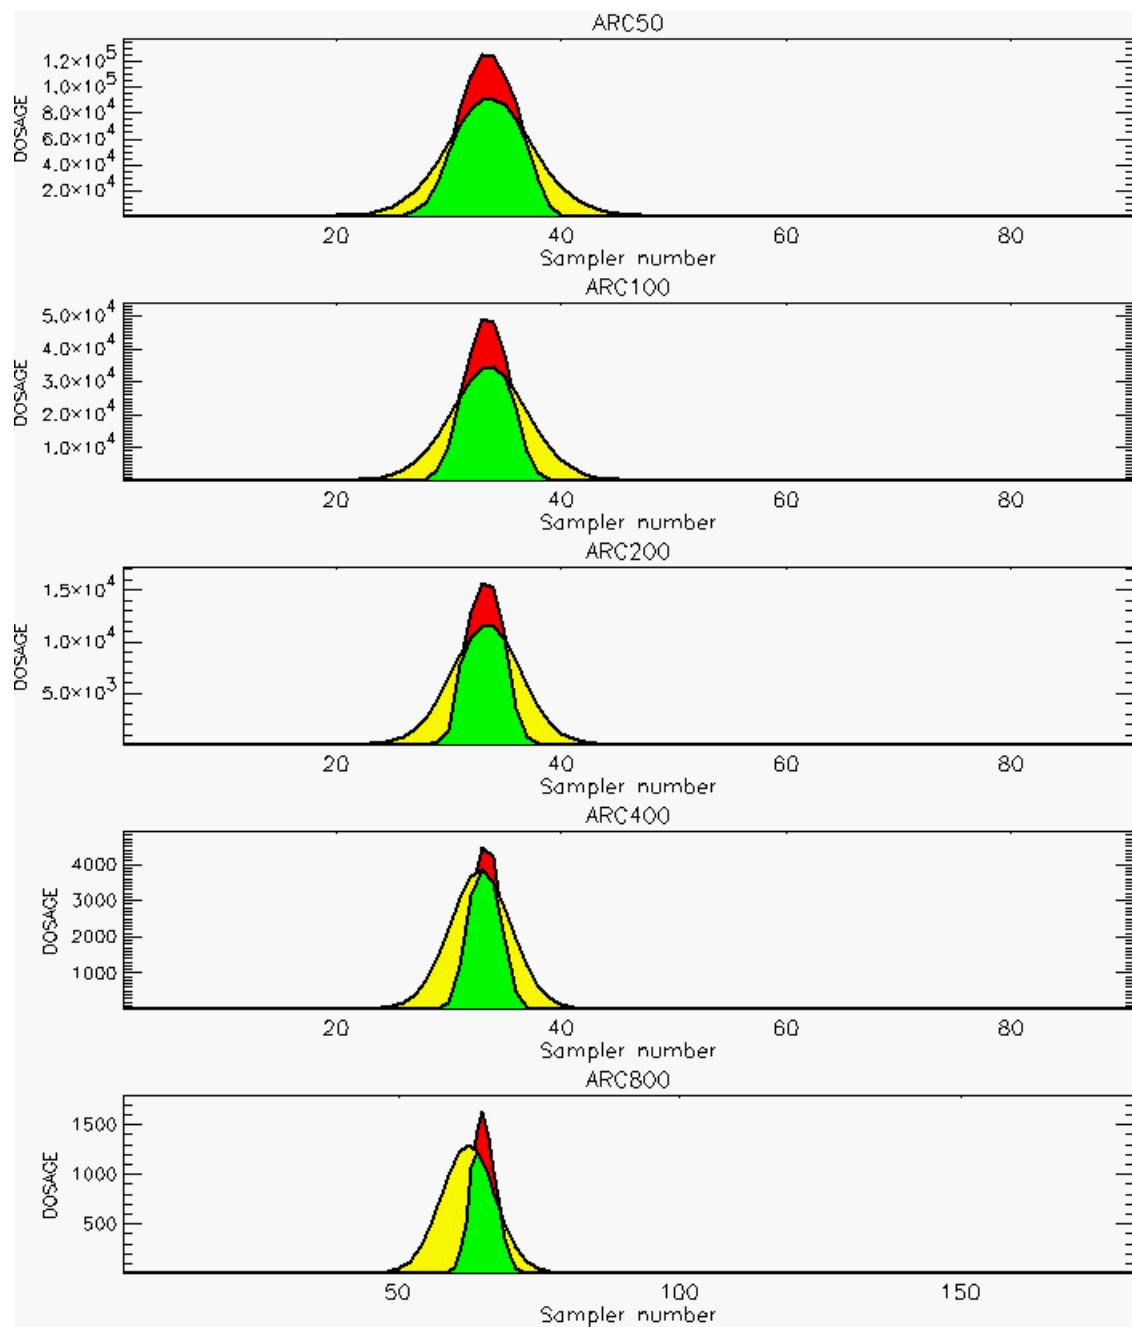 ARC50
1.2×10⁵
1.0×10⁵
8.0×10⁴
6.0×10⁴
4.0×10⁴
2.0×10⁴
DOSAGE
20 40 60 80
Sampler number
ARC100
5.0×10⁴
4.0×10⁴
3.0×10⁴
2.0×10⁴
1.0×10⁴
DOSAGE
20 40 60 80
Sampler number
ARC200
1.5×10⁴
1.0×10⁴
5.0×10³
DOSAGE
20 40 60 80
Sampler number
ARC400
4000
3000
2000
1000
DOSAGE
20 40 60 80
Sampler number
ARC800
1500
1000
500
DOSAGE
50 100 150
Sampler number